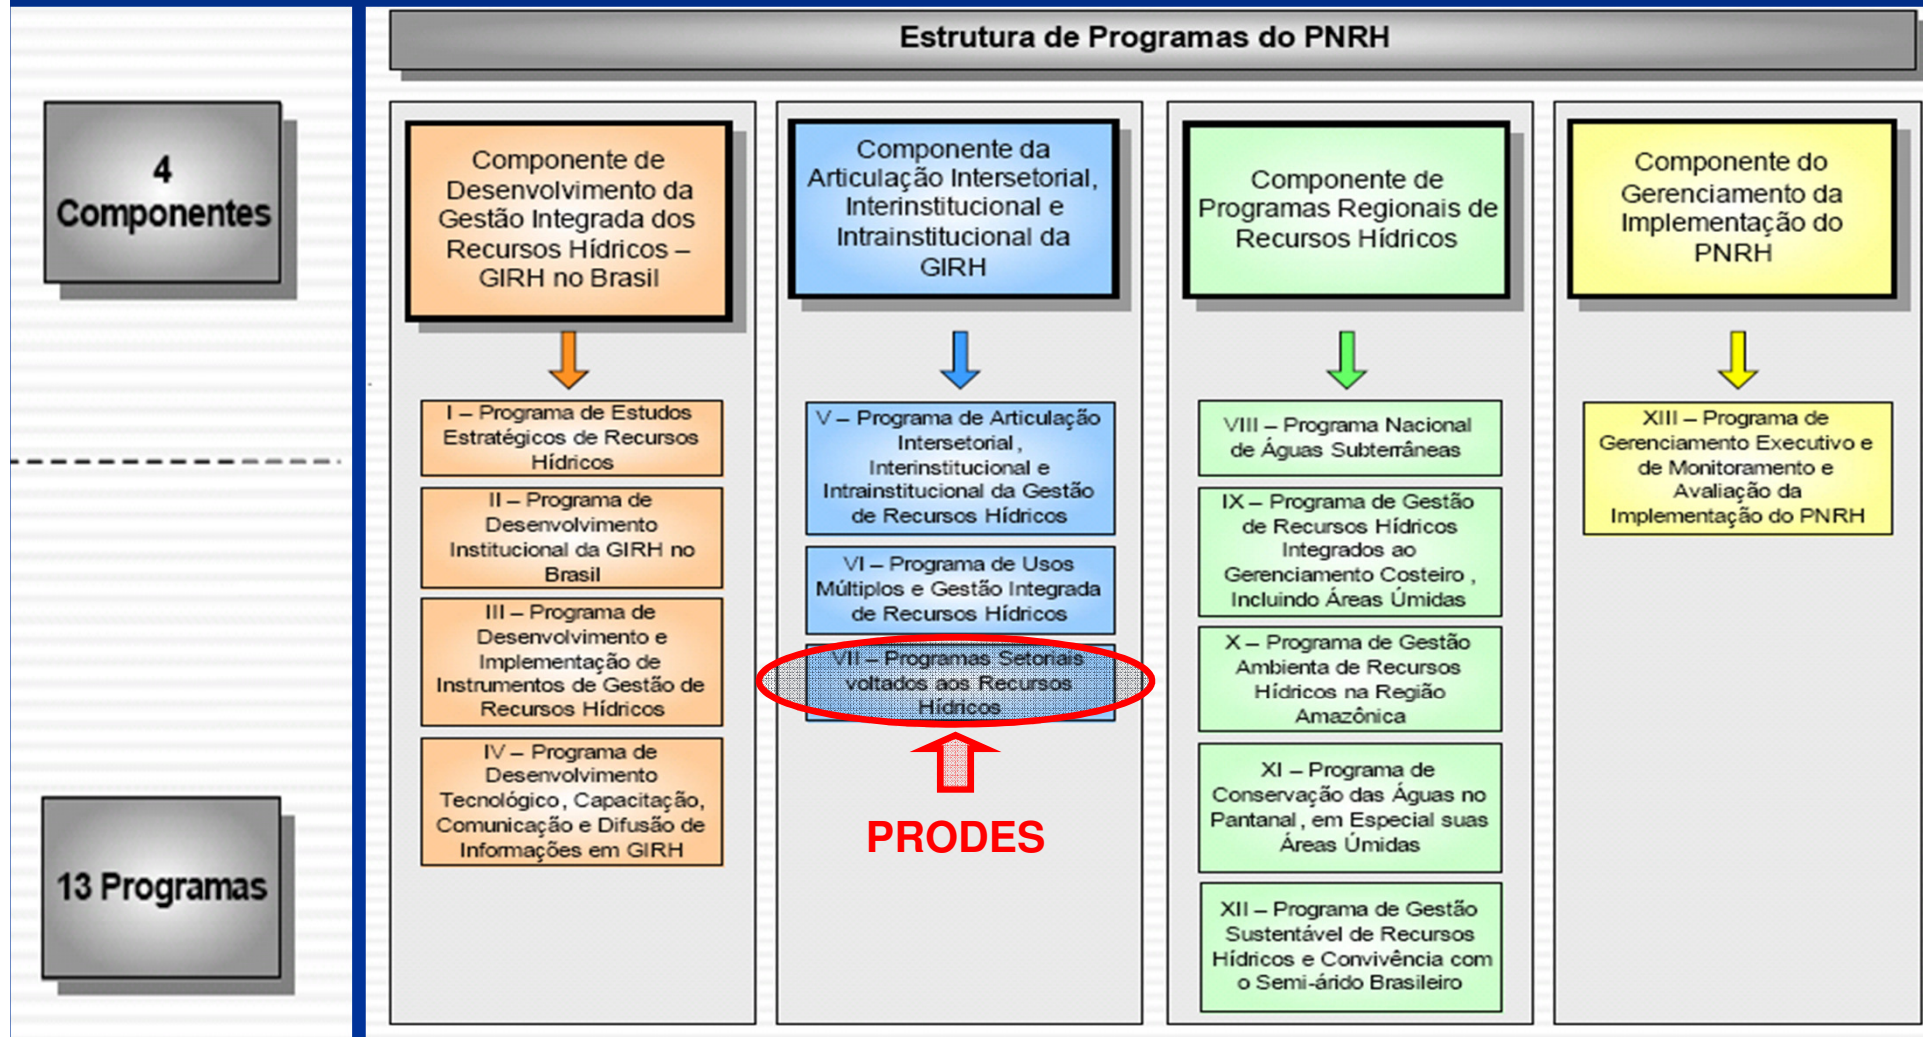 Estrutura de Programas do PNRH
4
Componentes
13 Programas
Componente de
Desenvolvimento da
Gestão Integrada dos
Recursos Hídricos –
GIRH no Brasil
I – Programa de Estudos
Estratégicos de Recursos
Hídricos
II – Programa de
Desenvolvimento
Institucional da GIRH no
Brasil
III – Programa de
Desenvolvimento e
Implementação de
Instrumentos de Gestão de
Recursos Hídricos
IV – Programa de
Desenvolvimento
Tecnológico, Capacitação,
Comunicação e Difusão de
Informações em GIRH
Componente da
Articulação Intersetorial,
Interinstitucional e
Intrainstitucional da
GIRH
V – Programa de Articulação
Intersetorial,
Interinstitucional e
Intrainstitucional da Gestão
de Recursos Hídricos
VI – Programa de Usos
Múltiplos e Gestão Integrada
de Recursos Hídricos
VII – Programas Setoriais
voltados aos Recursos
Hídricos
PRODES
Componente de
Programas Regionais de
Recursos Hídricos
VIII – Programa Nacional
de Águas Subterrâneas
IX – Programa de Gestão
de Recursos Hídricos
Integrados ao
Gerenciamento Costeiro ,
Incluindo Áreas Úmidas
X – Programa de Gestão
Ambienta de Recursos
Hídricos na Região
Amazônica
XI – Programa de
Conservação das Águas no
Pantanal, em Especial suas
Áreas Úmidas
XII – Programa de Gestão
Sustentável de Recursos
Hídricos e Convivência com
o Semi-árido Brasileiro
Componente do
Gerenciamento da
Implementação do
PNRH
XIII – Programa de
Gerenciamento Executivo e
de Monitoramento e
Avaliação da
Implementação do PNRH